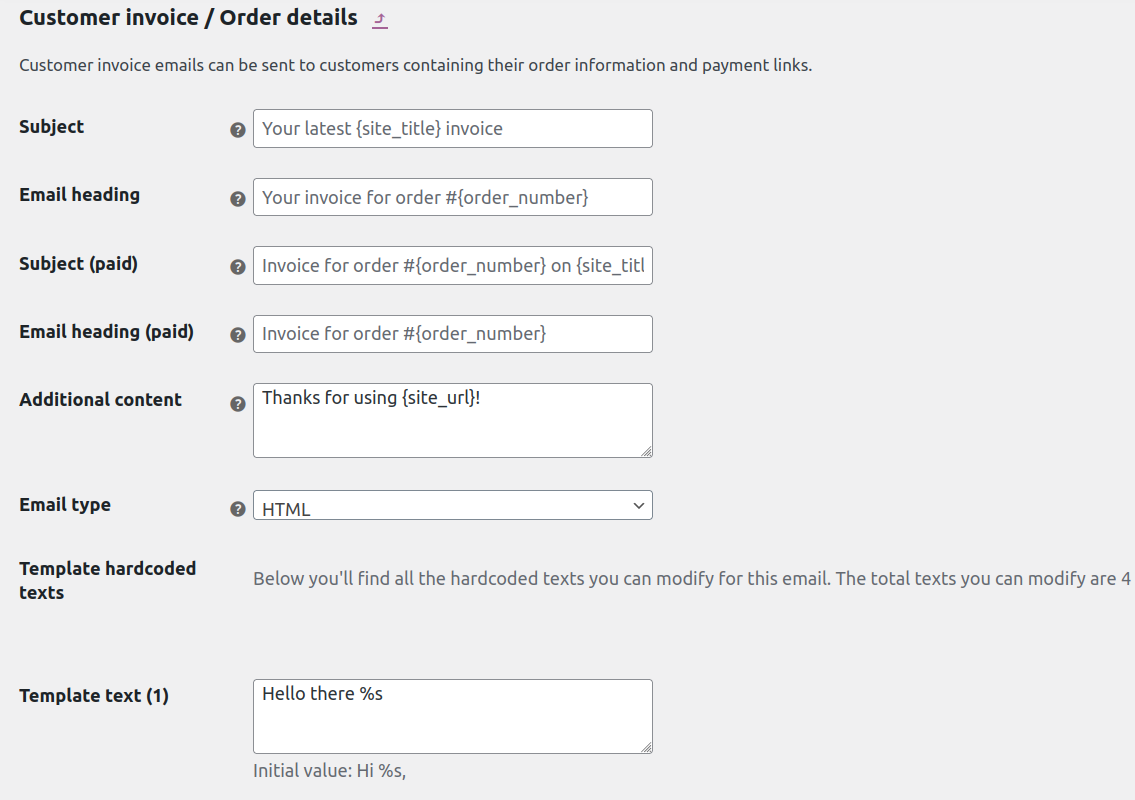 Customer invoice / Order details
Customer invoice emails can be sent to customers containing their order information and payment links.
Subject
Your latest {site_title} invoice
Email heading
Your invoice for order #{order_number}
Subject (paid)
Invoice for order #{order_number} on {site_titl
Email heading (paid)
Invoice for order #{order_number}
Additional content
Thanks for using {site_url}!
Email type
HTML
Template hardcoded
texts
Below you'll find all the hardcoded texts you can modify for this email. The total texts you can modify are 4
Template text (1)
Hello there %s
Initial value: Hi %s,